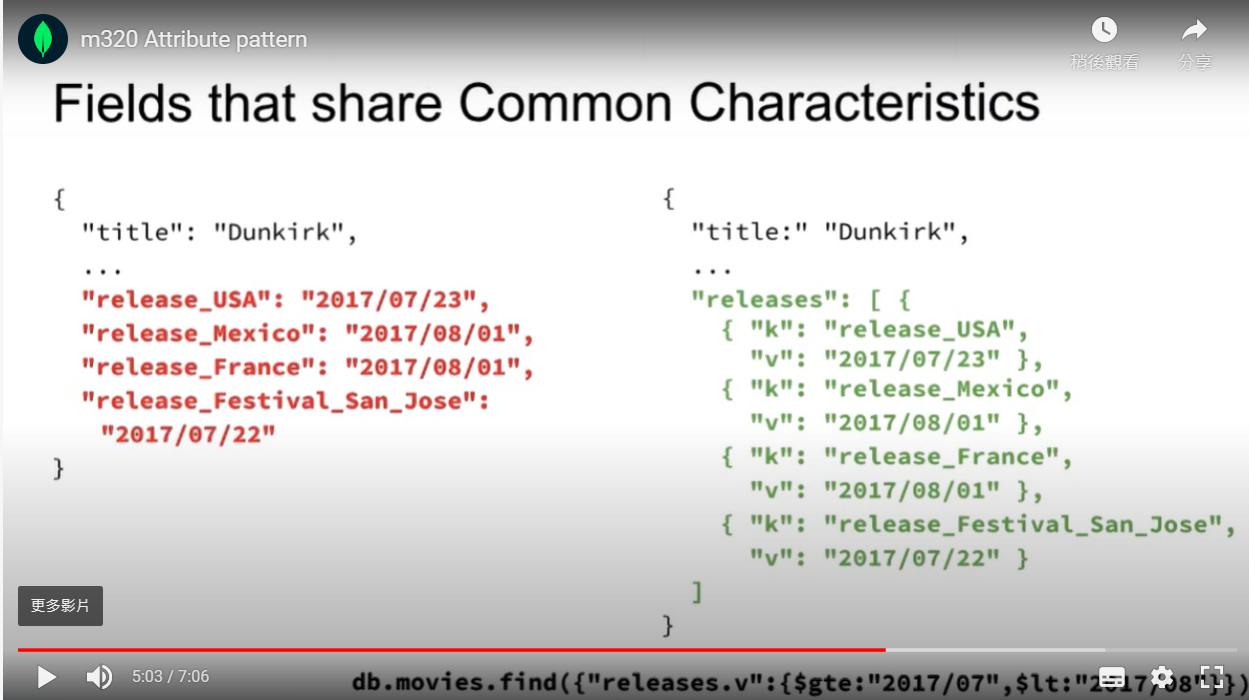 m320 Attribute pattern
稍後觀看
分享
Fields that share Common Characteristics
{
"title": "Dunkirk",
...
"release_USA": "2017/07/23",
"release_Mexico": "2017/08/01",
"release_France": "2017/08/01",
"release_Festival_San_Jose":
"2017/07/22"
}
{
"title:" "Dunkirk",
...
"releases": [ {
{ "k": "release_USA",
"v": "2017/07/23" },
{ "k": "release_Mexico",
"v": "2017/08/01" },
{ "k": "release_France",
"v": "2017/08/01" },
{ "k": "release_Festival_San_Jose",
"v": "2017/07/22" }
]
}
更多影片
5:03 / 7:06
db.movies.find({"releases.v":{$gte:"2017/07",$lt:"2017/08"}})